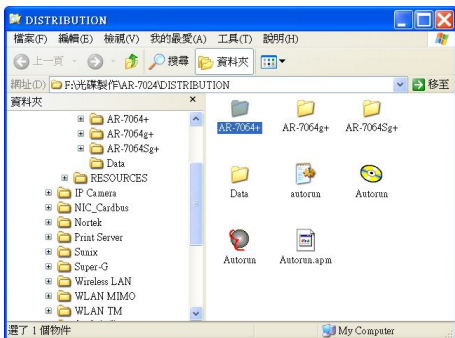 DISTRIBUTION
檔案(F) 編輯(E) 檢視(V) 我的最愛(A) 工具(T) 說明(H)
上一頁 搜尋 資料夾
網址(D) F:\光碟製作\AR-7024\DISTRIBUTION 移至
資料夾
AR-7064+
AR-7064g+
AR-7064Sg+
Data
RESOURCES
IP Camera
NIC_Cardbus
Nortek
Print Server
Sunix
Super-G
Wireless LAN
WLAN MIMO
WLAN TM
AR-7064+ AR-7064g+ AR-7064Sg+
Data autorun Autorun
Autorun Autorun.apm
選了 1 個物件 My Computer